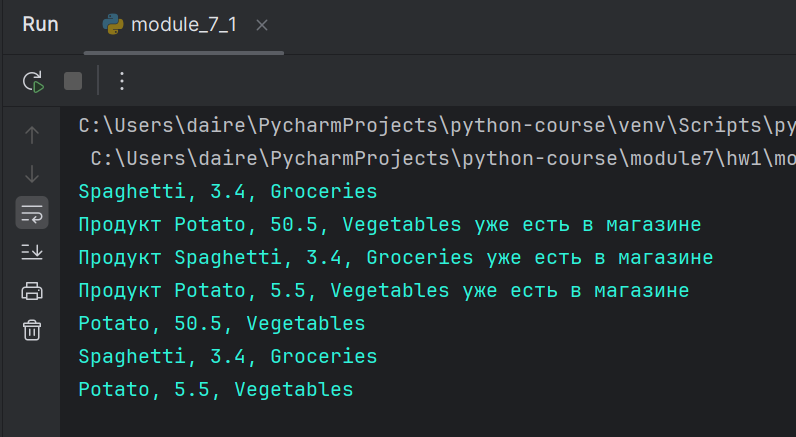 Run
module_7_1
C:\Users\daire\PycharmProjects\python-course\venv\Scripts\py
C:\Users\daire\PycharmProjects\python-course\module7\hw1\mo
Spaghetti, 3.4, Groceries
Продукт Potato, 50.5, Vegetables уже есть в магазине
Продукт Spaghetti, 3.4, Groceries уже есть в магазине
Продукт Potato, 5.5, Vegetables уже есть в магазине
Potato, 50.5, Vegetables
Spaghetti, 3.4, Groceries
Potato, 5.5, Vegetables